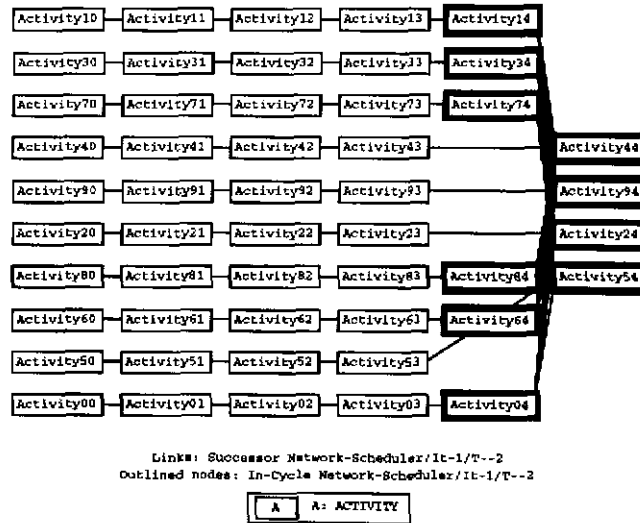 Activity10 Activity11 Activity12 Activity13 Activity14
Activity30 Activity31 Activity32 Activity33 Activity34
Activity70 Activity71 Activity72 Activity73 Activity74
Activity40 Activity41 Activity42 Activity43 Activity44
Activity90 Activity91 Activity92 Activity93 Activity94
Activity20 Activity21 Activity22 Activity23 Activity24
Activity80 Activity81 Activity82 Activity83 Activity84 Activity54
Activity60 Activity61 Activity62 Activity63 Activity64
Activity50 Activity51 Activity52 Activity53
Activity00 Activity01 Activity02 Activity03 Activity04
Links: Successor Network-Scheduler/It-1/T--2
Outlined nodes: In-Cycle Network-Scheduler/It-1/T--2
A A: ACTIVITY